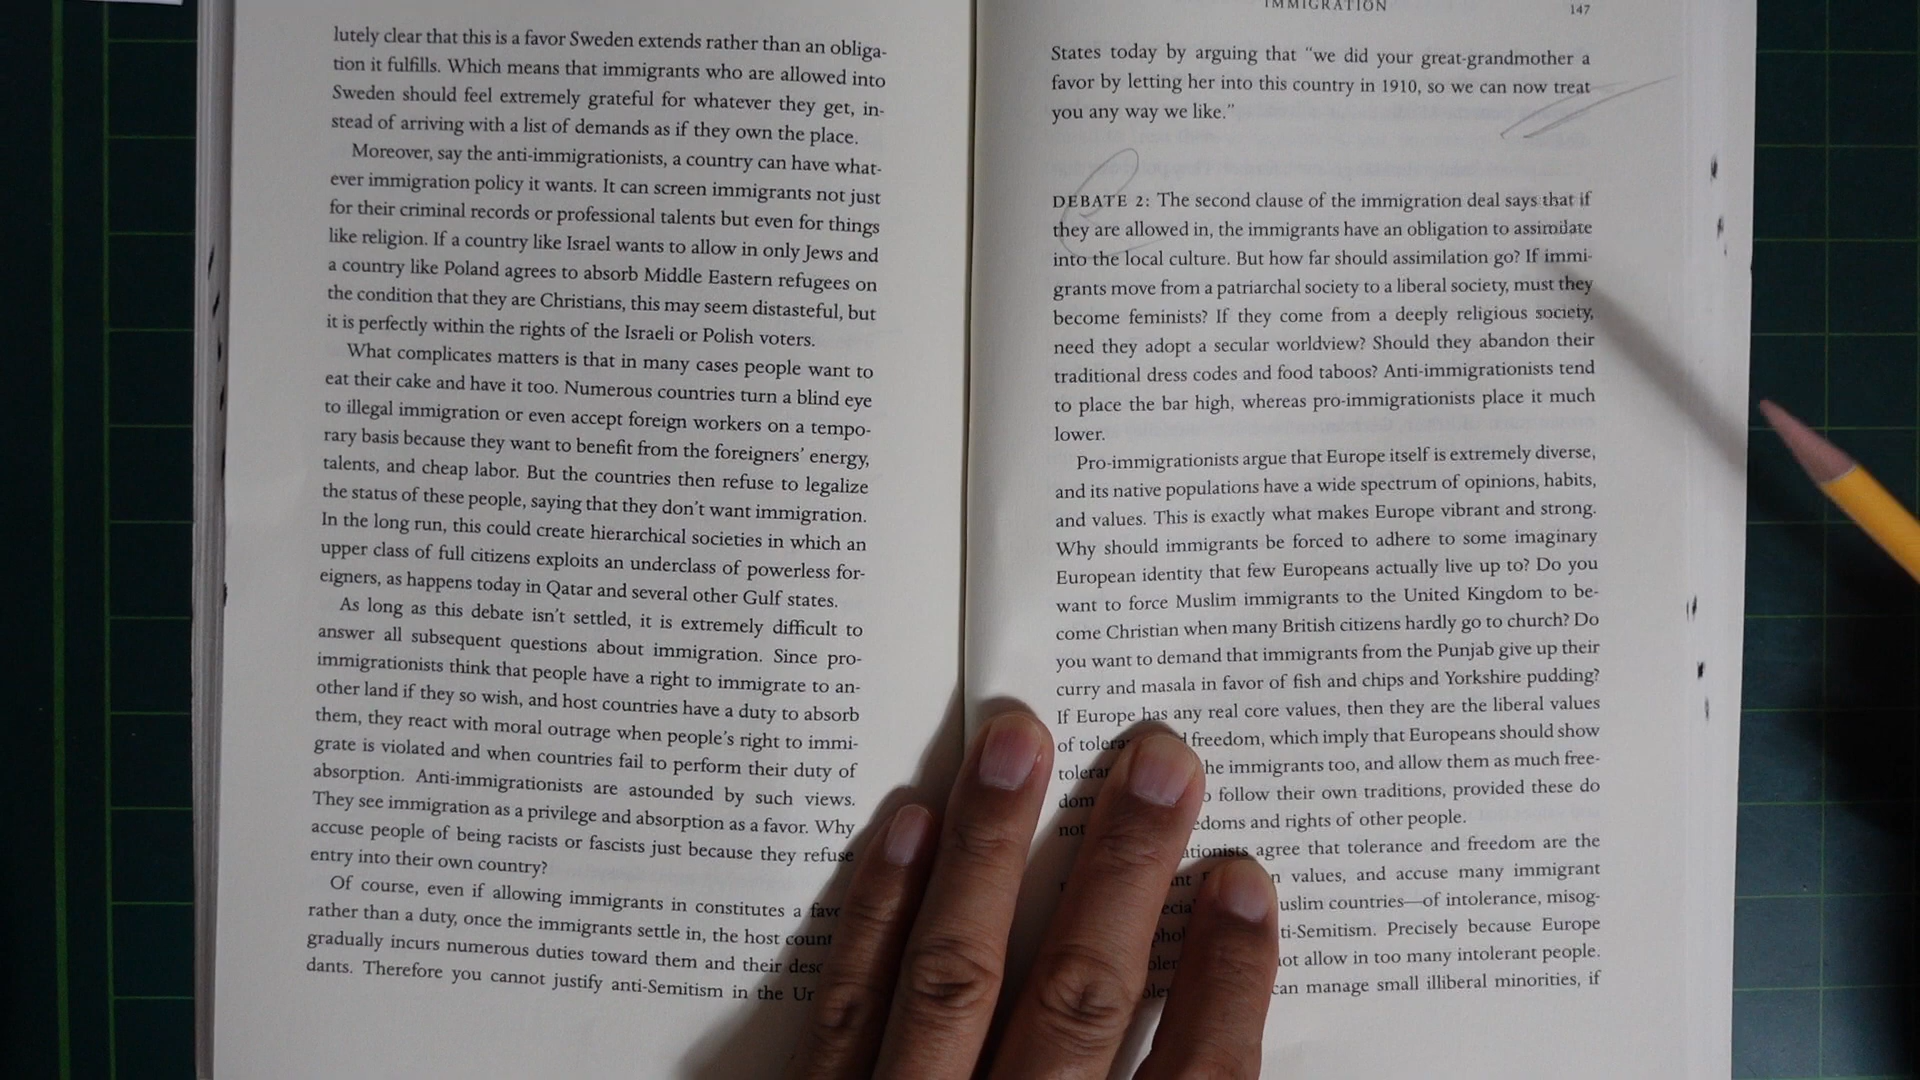 lutely clear that this is a favor Sweden extends rather than an obliga-
tion it fulfills. Which means that immigrants who are allowed into
Sweden should feel extremely grateful for whatever they get, in-
stead of arriving with a list of demands as if they own the place.
Moreover, say the anti-immigrationists, a country can have what-
ever immigration policy it wants. It can screen immigrants not just
for their criminal records or professional talents but even for things
like religion. If a country like Israel wants to allow in only Jews and
a country like Poland agrees to absorb Middle Eastern refugees on
the condition that they are Christians, this may seem distasteful, but
it is perfectly within the rights of the Israeli or Polish voters.
What complicates matters is that in many cases people want to
eat their cake and have it too. Numerous countries turn a blind eye
to illegal immigration or even accept foreign workers on a tempo-
rary basis because they want to benefit from the foreigners' energy,
talents, and cheap labor. But the countries then refuse to legalize
the status of these people, saying that they don't want immigration.
In the long run, this could create hierarchical societies in which an
upper class of full citizens exploits an underclass of powerless for-
eigners, as happens today in Qatar and several other Gulf states.
As long as this debate isn't settled, it is extremely difficult to
answer all subsequent questions about immigration. Since pro-
immigrationists think that people have a right to immigrate to an-
other land if they so wish, and host countries have a duty to absorb
them, they react with moral outrage when people's right to immi-
grate is violated and when countries fail to perform their duty of
absorption. Anti-immigrationists are astounded by such views.
They see immigration as a privilege and absorption as a favor. Why
accuse people of being racists or fascists just because they refuse
entry into their own country?
Of course, even if allowing immigrants in constitutes a
rather than a duty, once the immigrants settle in, the host
gradually incurs numerous duties toward them and their
dants. Therefore you cannot justify anti-Semitism in the
IMMIGRATION 147
States today by arguing that "we did your great-grandmother a
favor by letting her into this country in 1910, so we can now treat
you any way we like."
DEBATE 2: The second clause of the immigration deal says that if
they are allowed in, the immigrants have an obligation to assimilate
into the local culture. But how far should assimilation go? If immi-
grants move from a patriarchal society to a liberal society, must they
become feminists? If they come from a deeply religious society,
need they adopt a secular worldview? Should they abandon their
traditional dress codes and food taboos? Anti-immigrationists tend
to place the bar high, whereas pro-immigrationists place it much
lower.
Pro-immigrationists argue that Europe itself is extremely diverse,
and its native populations have a wide spectrum of opinions, habits,
and values. This is exactly what makes Europe vibrant and strong.
Why should immigrants be forced to adhere to some imaginary
European identity that few Europeans actually live up to? Do you
want to force Muslim immigrants to the United Kingdom to be-
come Christian when many British citizens hardly go to church? Do
you want to demand that immigrants from the Punjab give up their
curry and masala in favor of fish and chips and Yorkshire pudding?
If Europe has any real core values, then they are the liberal values
of freedom, which imply that Europeans should show
the immigrants too, and allow them as much free-
dom follow their own traditions, provided these do
not and rights of other people.
agree that tolerance and freedom are the
values, and accuse many immigrant
countries—of intolerance, misog-
Precisely because Europe
not allow in too many intolerant people.
can manage small illiberal minorities, if